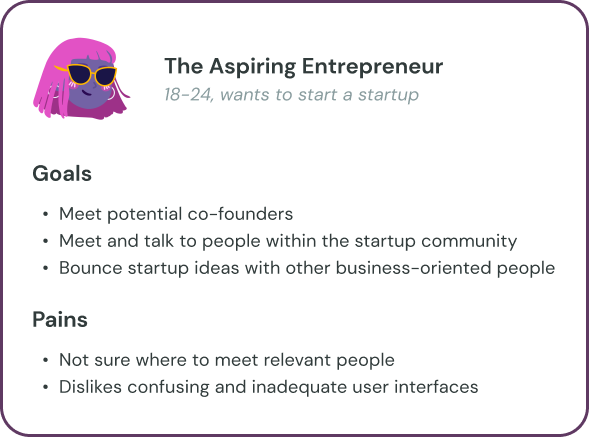 The Aspiring Entrepreneur
18-24, wants to start a startup
Goals
• Meet potential co-founders
• Meet and talk to people within the startup community
• Bounce startup ideas with other business-oriented people
Pains
• Not sure where to meet relevant people
• Dislikes confusing and inadequate user interfaces